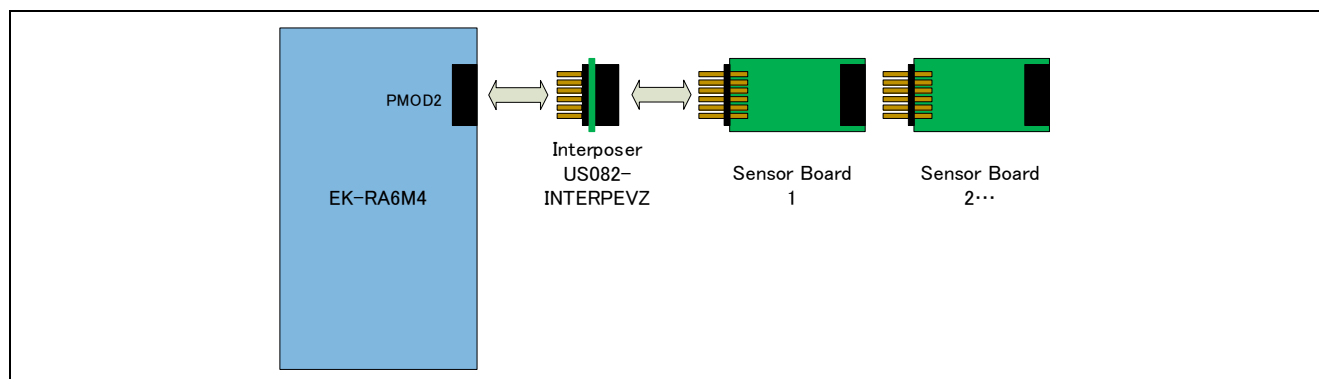 PMOD2
EK-RA6M4
Interposer
US082-
INTERPEVZ
Sensor Board
1
Sensor Board
2…